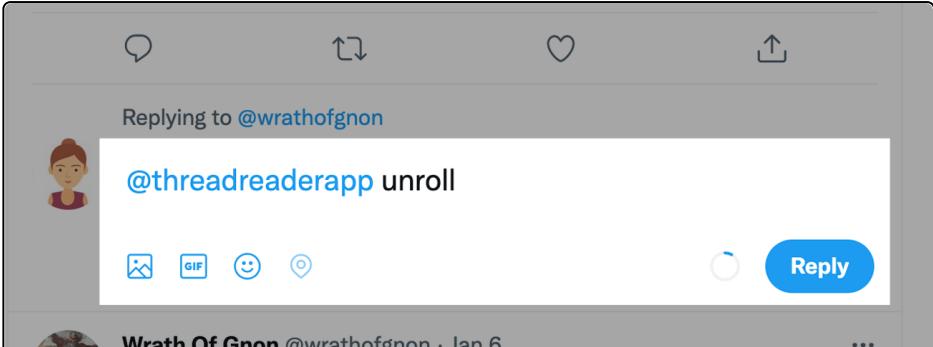 Replying to @wrathofgnon
@threadreaderapp unroll
GIF
Reply
Wrath Of Gnon @wrathofgnon · Jan 6